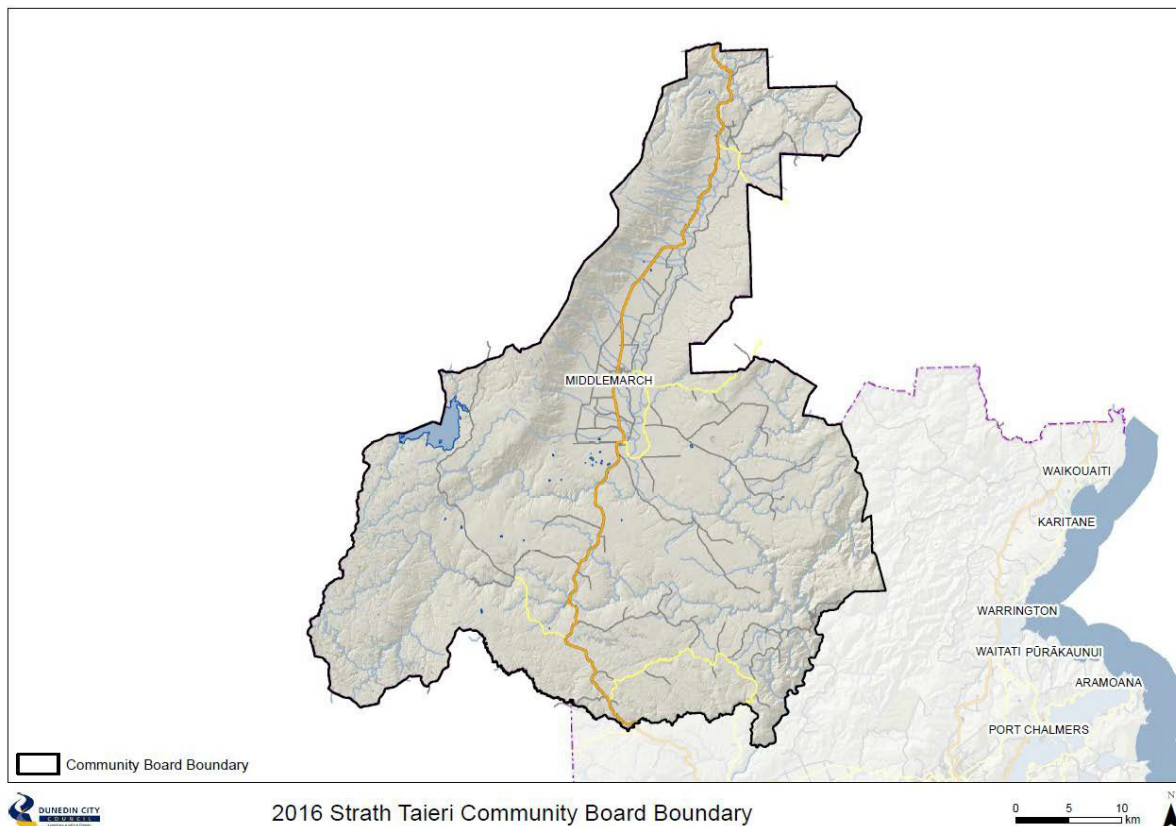 MIDDLEMARCH
WAIKOUAITI
KARITANE
WARRINGTON
WAITATI PŪRĀKAUNUI
ARAMOANA
PORT CHALMERS
Community Board Boundary
DUNEDIN CITY
COUNCIL
2016 Strath Taieri Community Board Boundary
0 5 10
km
N